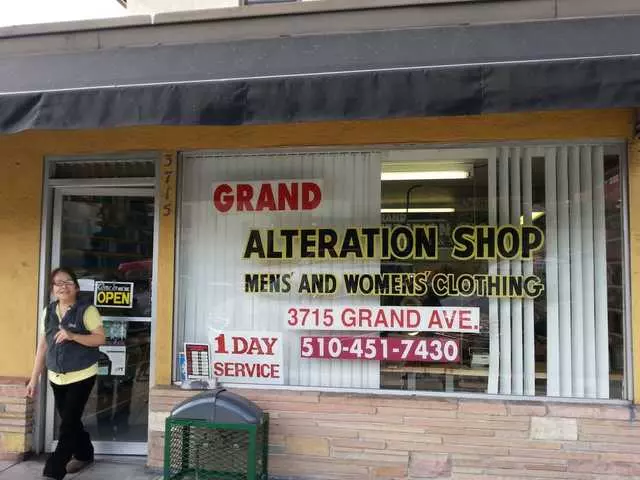 3715
GRAND
ALTERATION SHOP
MENS' AND WOMENS' CLOTHING
3715 GRAND AVE.
510-451-7430
1 DAY
SERVICE
OPEN